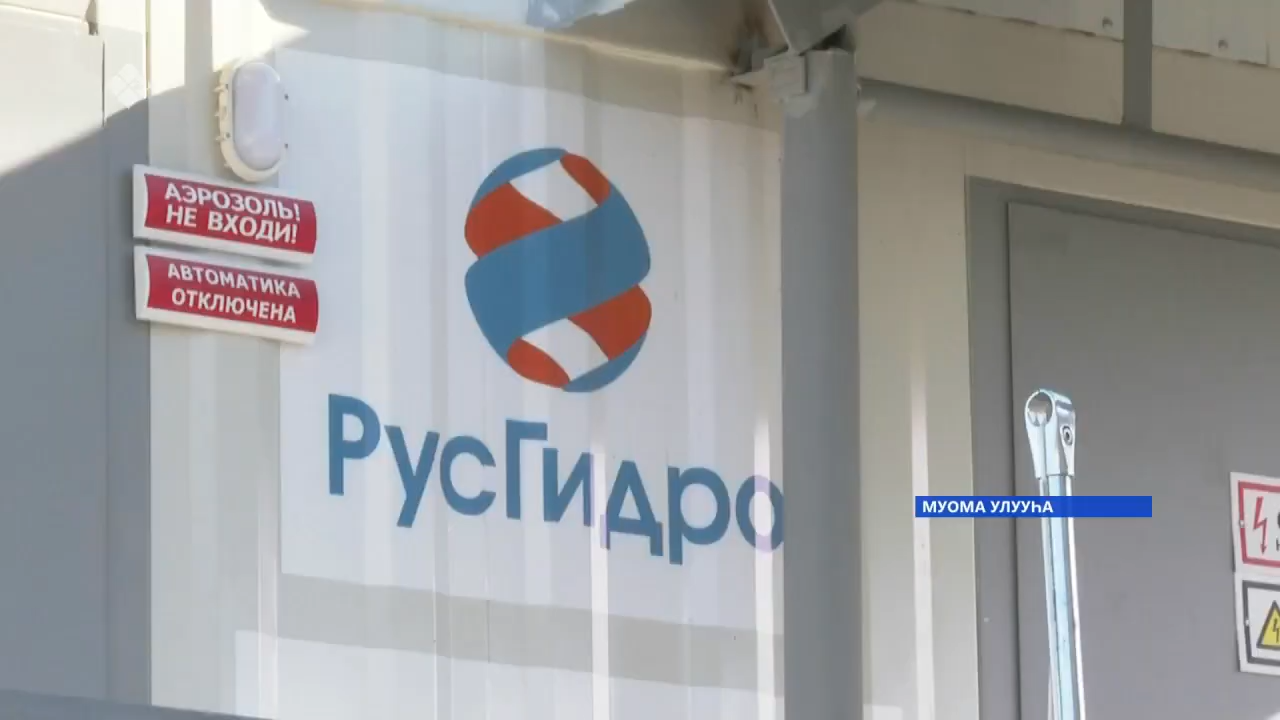 АЭРОЗОЛЬ!
НЕ ВХОДИ!
АВТОМАТИКА
ОТКЛЮЧЕНА
РусГидро
МУОМА УЛУУҺА